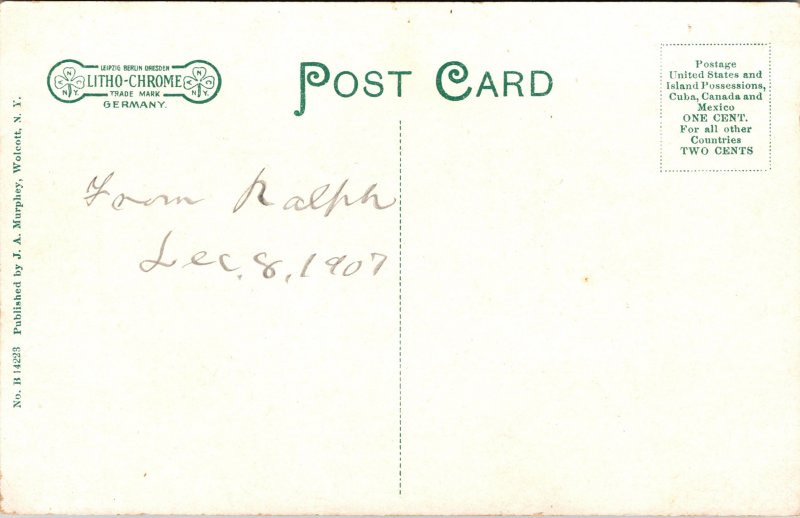 LEIPZIG BERLIN DRESDEN
LITHO-CHROME
TRADE MARK
GERMANY.
POST CARD
Postage
United States and
Island Possessions,
Cuba, Canada and
Mexico
ONE CENT.
For all other
Countries
TWO CENTS
From Ralph
Dec. 8, 1907
No. B 14223 Published by J. A. Murphey, Wolcott, N. Y.